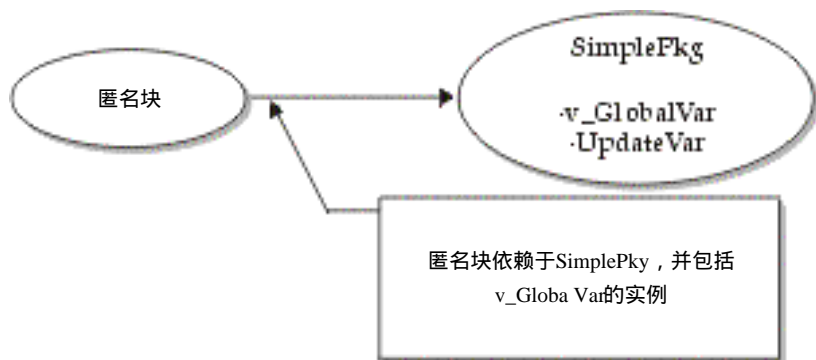 匿名块
SimplePkg
·v_GlobalVar
·UpdateVar
匿名块依赖于SimplePky，并包括
v_Globa Var的实例